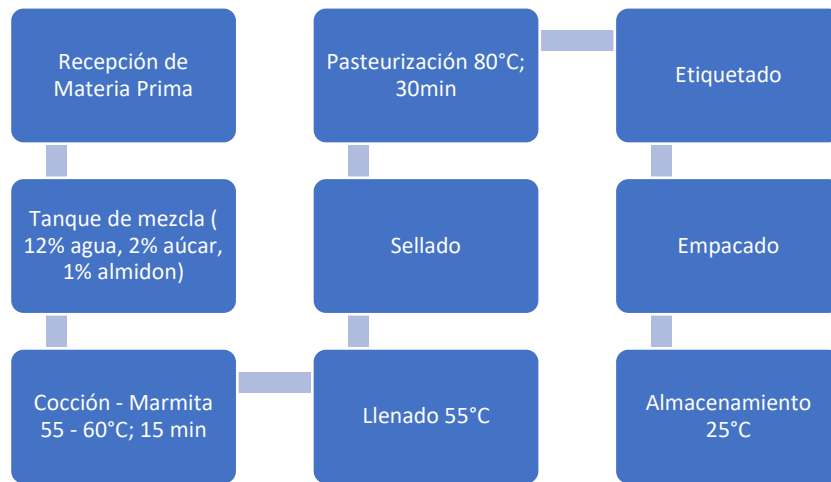 Recepción de
Materia Prima
Tanque de mezcla (
12% agua, 2% aúcar,
1% almidon)
Cocción - Marmita
55 - 60°C; 15 min
Llenado 55°C
Sellado
Pasteurización 80°C;
30min
Etiquetado
Empacado
Almacenamiento
25°C